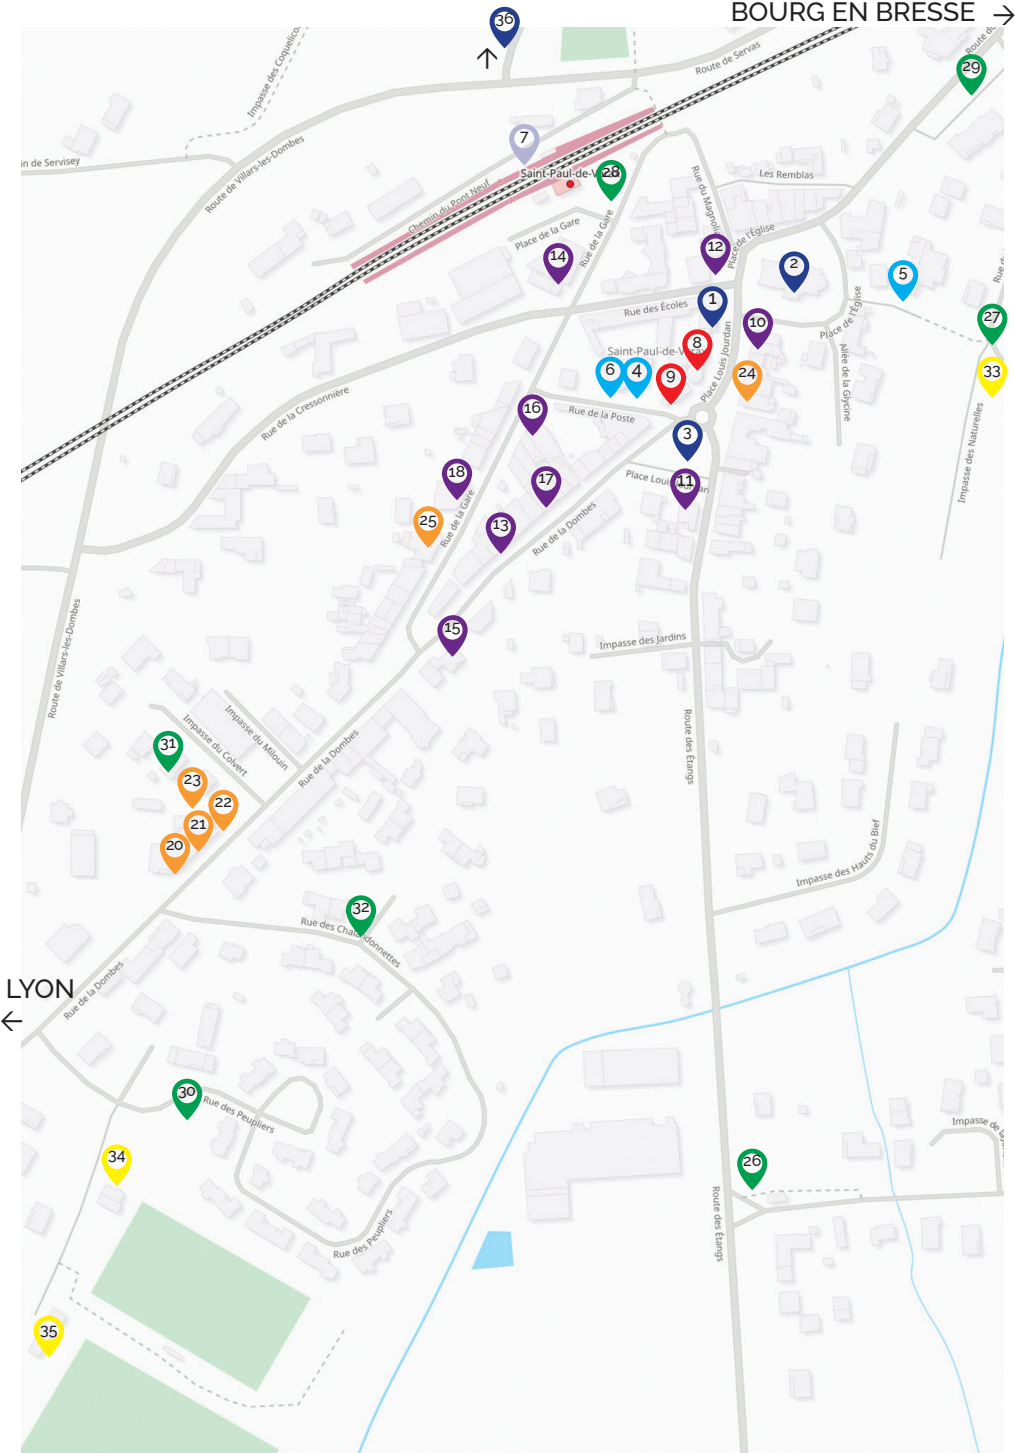 BOURG EN BRESSE →
36
↑
29
Route du
Route de Servas
Impasse des Coquelico
7
in de Servisey
Route de Villars-les-Dombes
Saint-Paul-de-V
28
Les Remblas
Chemin du Pont Neuf
Rue du Magnolia
Place de la Gare
Rue de la Gare
Place de l'Église
12
14
2
5
Rue d
1
Rue des Écoles
27
10
Place de l'Église
8
Saint-Paul-de-Va
Place Louis Jourdan
Allée de la Glycine
6
4
9
24
33
Rue de la Cressonnière
16
Rue de la Poste
3
Impasse des Naturelles
18
17
Place Louis Jourdan
11
25
Rue de la Gare
13
Rue de la Dombes
15
Impasse des Jardins
Route de Villars-les-Dombes
31
Impasse du Colvert
Impasse du Milouin
Rue de la Dombes
Route des Étangs
23
22
21
20
Impasse des Hauts du Bief
32
Rue des Chalandonnettes
LYON
←
Rue de la Dombes
30
Rue des Peupliers
Impasse de la
34
26
Route des Étangs
Rue des Peupliers
35